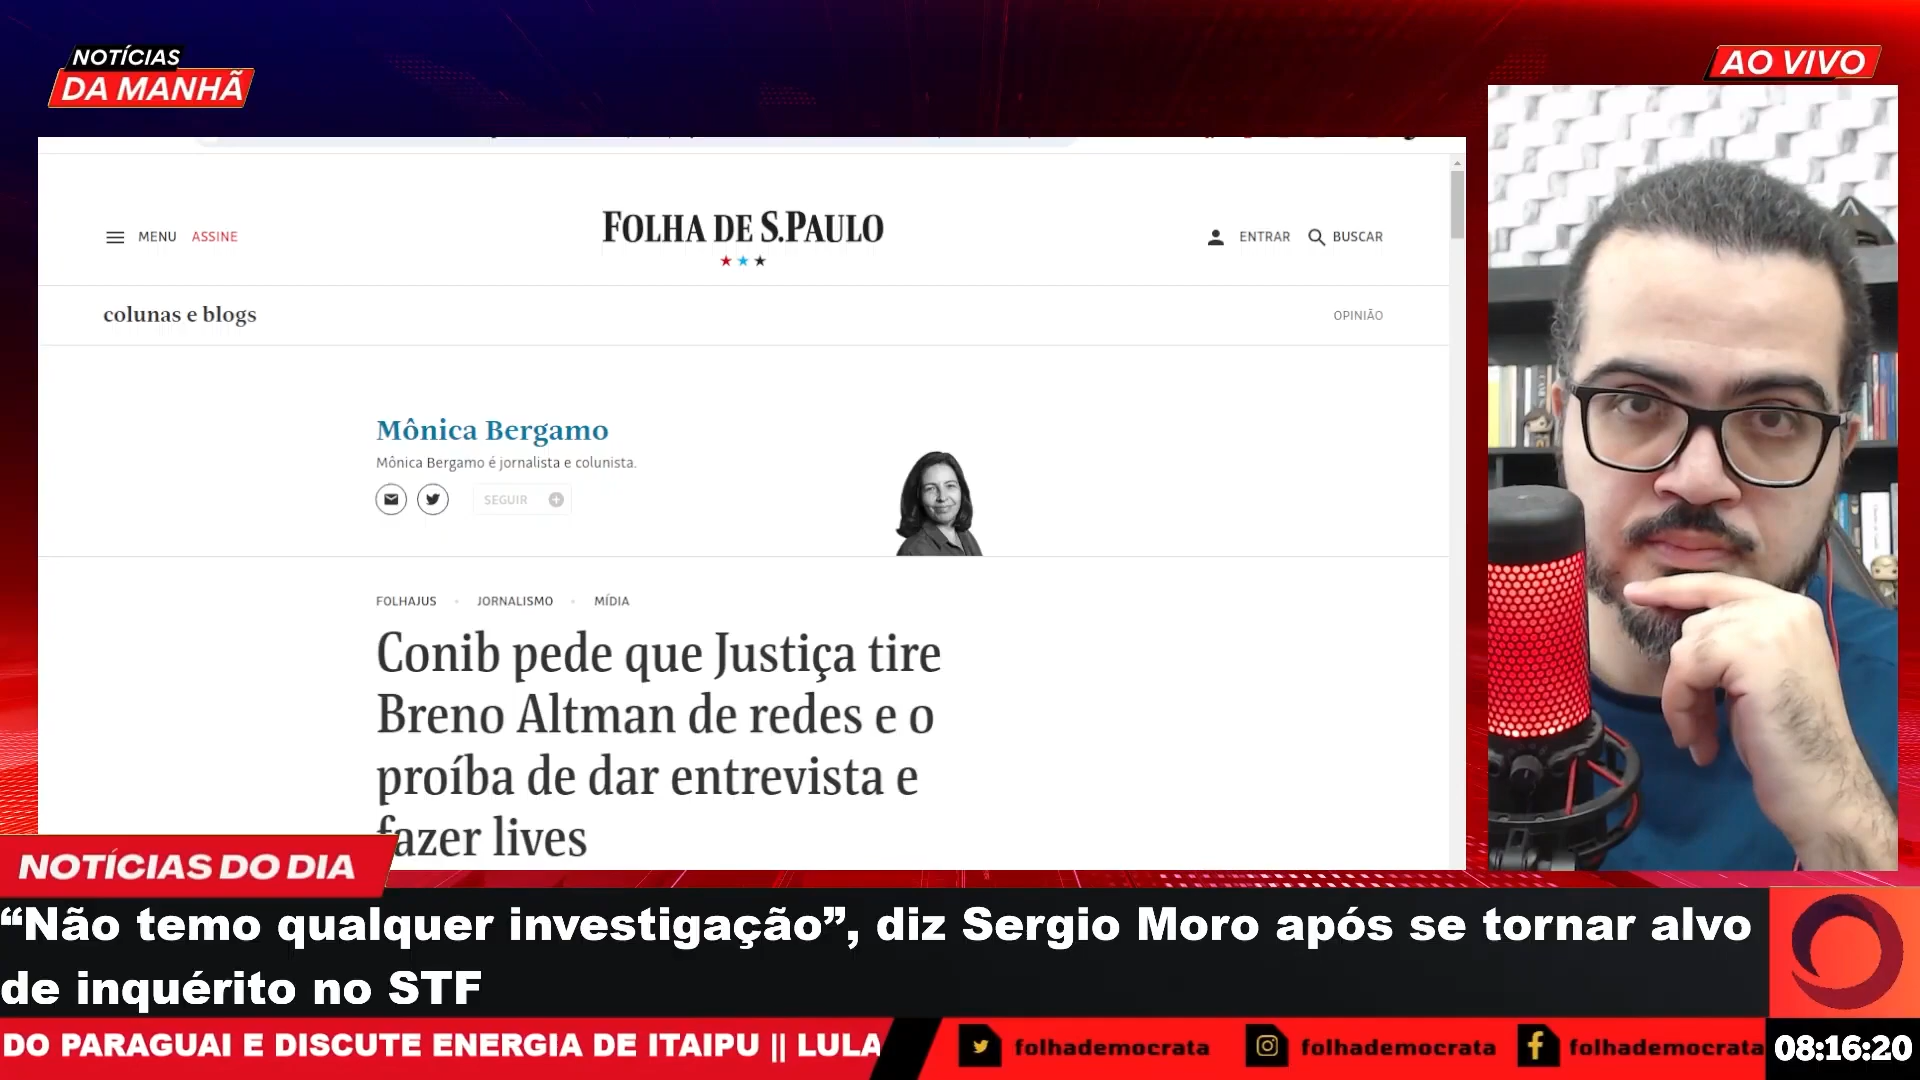 NOTÍCIAS
DA MANHÃ
AO VIVO
MENU ASSINE
FOLHA DE S.PAULO
ENTRAR BUSCAR
colunas e blogs
OPINIÃO
Mônica Bergamo
Mônica Bergamo é jornalista e colunista.
SEGUIR
FOLHAJUS JORNALISMO MÍDIA
Conib pede que Justiça tire
Breno Altman de redes e o
proíba de dar entrevista e
fazer lives
NOTÍCIAS DO DIA
“Não temo qualquer investigação”, diz Sergio Moro após se tornar alvo
de inquérito no STF
DO PARAGUAI E DISCUTE ENERGIA DE ITAIPU || LULA
folhademocrata folhademocrata folhademocrata
08:16:20